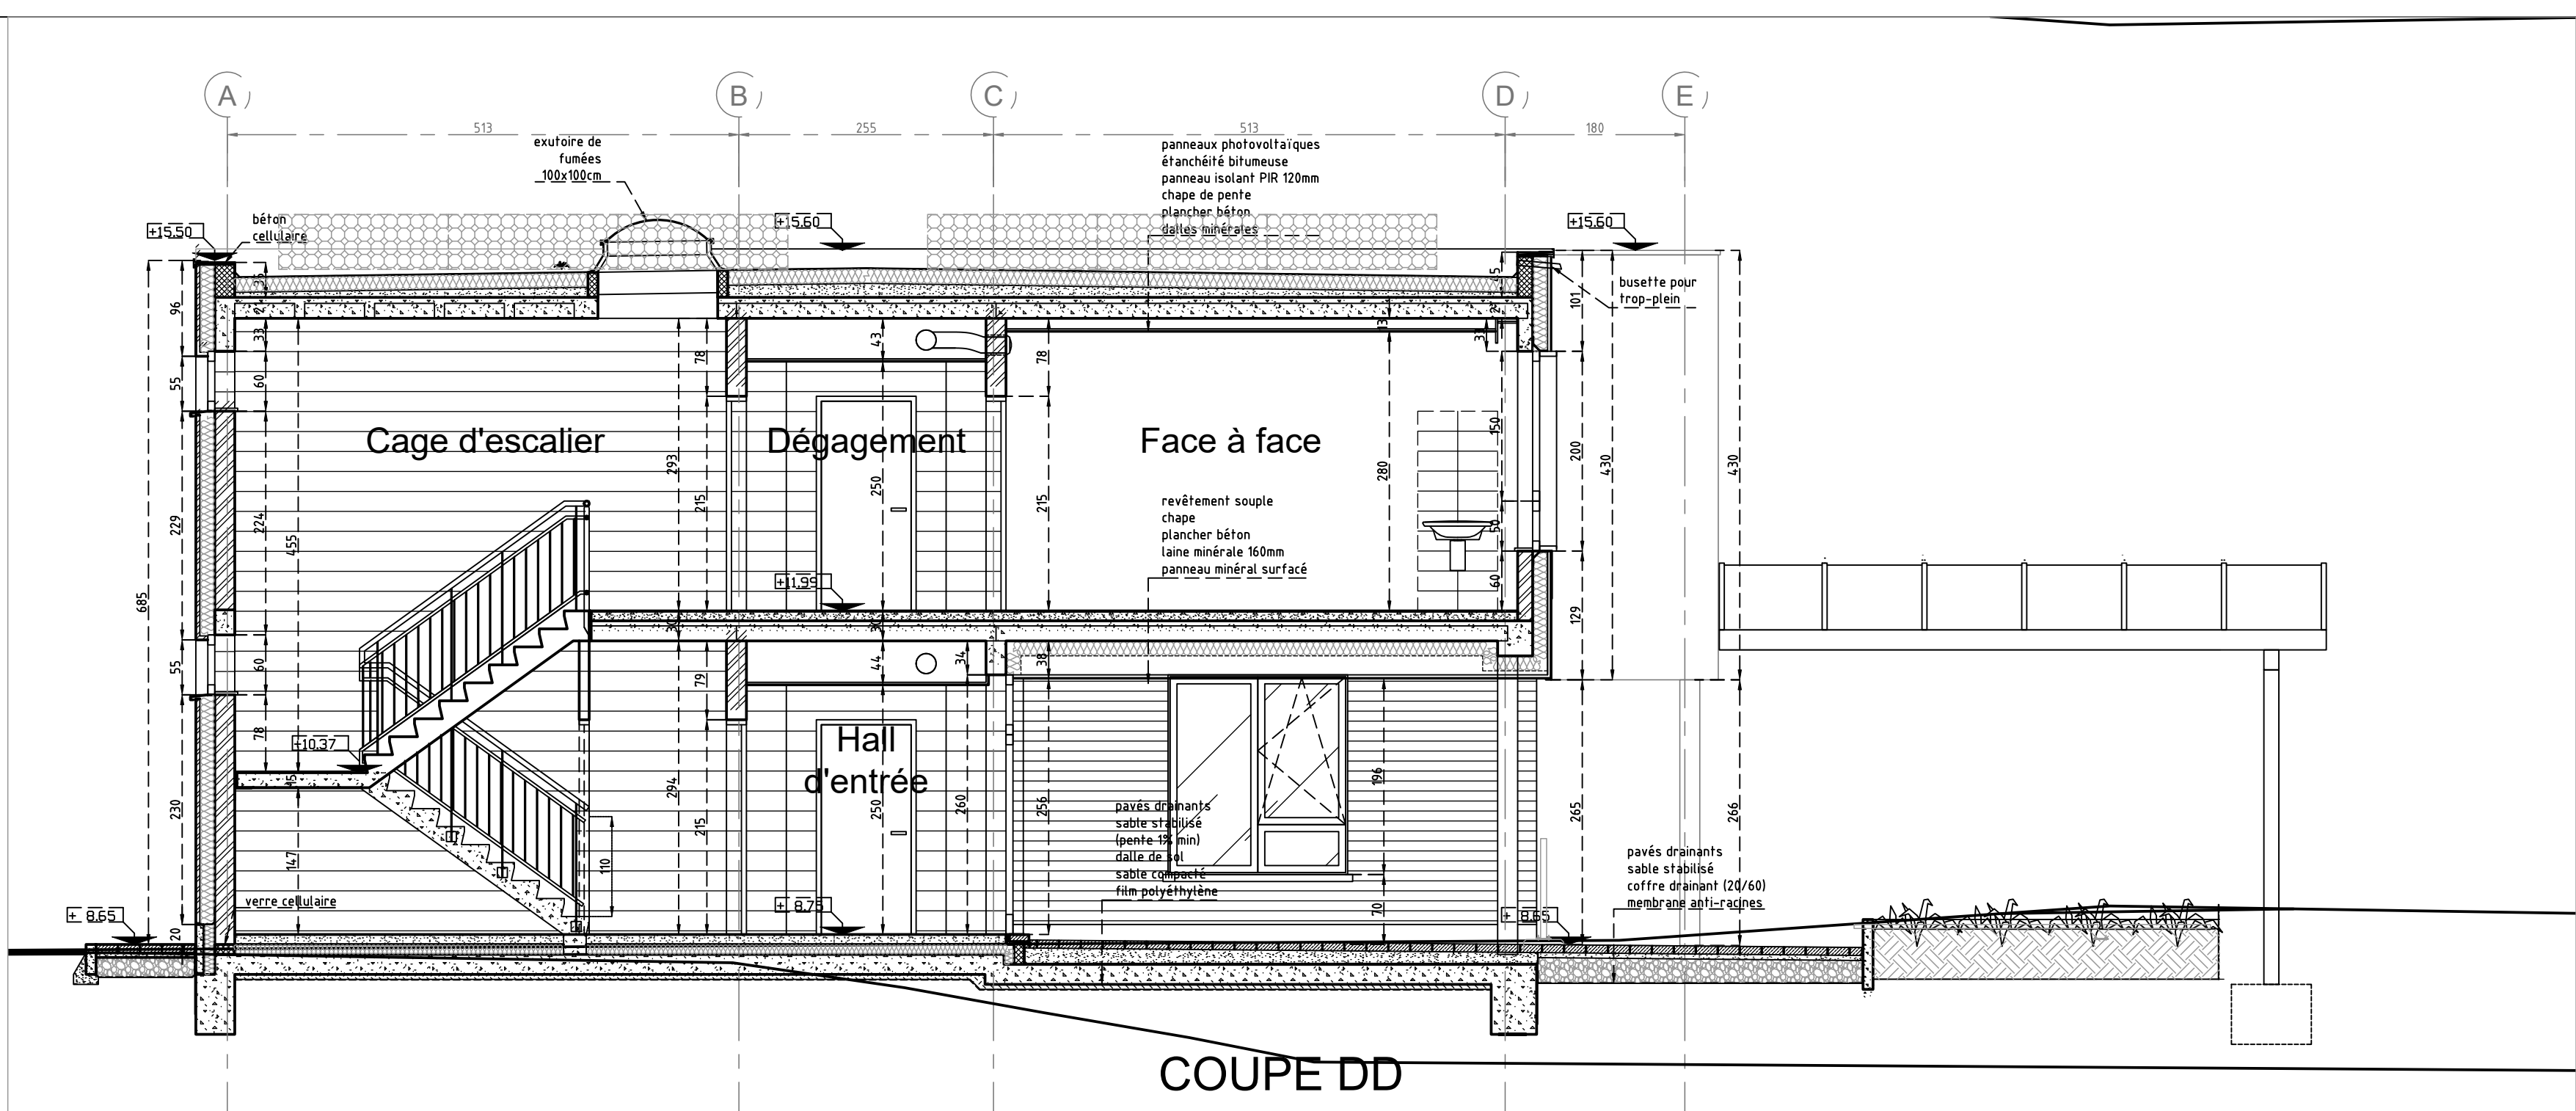 A
B
C
D
E
513
255
513
180
exutoire de
fumées
100x100cm
panneaux photovoltaïques
étanchéité bitumeuse
panneau isolant PIR 120mm
chape de pente
plancher béton
dalles minérales
béton
cellulaire
+15,50
+15,60
+15,60
busette pour
trop-plein
96
33
43
78
78
13
33
45
101
55
60
Cage d'escalier
Dégagement
Face à face
293
250
280
150
200
430
430
229
224
455
215
215
revêtement souple
chape
plancher béton
laine minérale 160mm
panneau minéral surfacé
50
60
129
+11,99
685
30
30
55
60
79
44
34
38
78
+10,37
15
Hall
d'entrée
230
147
110
294
215
250
260
256
196
70
265
266
pavés drainants
sable stabilisé
(pente 1% min)
dalle de sol
sable compacté
film polyéthylène
pavés drainants
sable stabilisé
coffre drainant (20/60)
membrane anti-racines
verre cellulaire
+ 8,65
+ 8,75
+ 8,65
20
COUPE DD